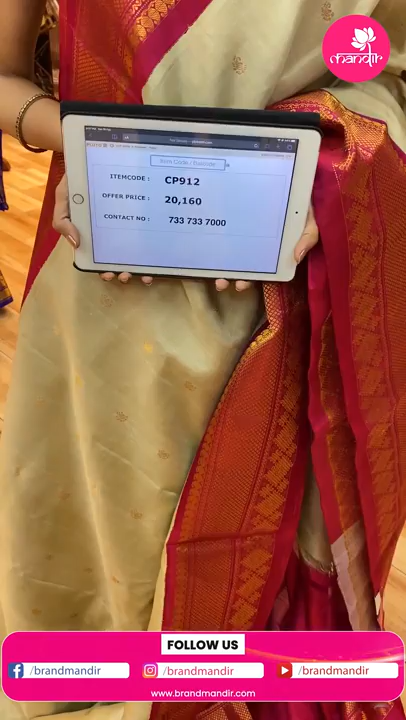 mandir
Item Code / Barcode
ITEMCODE : CP912
OFFER PRICE : 20,160
CONTACT NO : 733 733 7000
FOLLOW US
/brandmandir /brandmandir /brandmandir
www.brandmandir.com